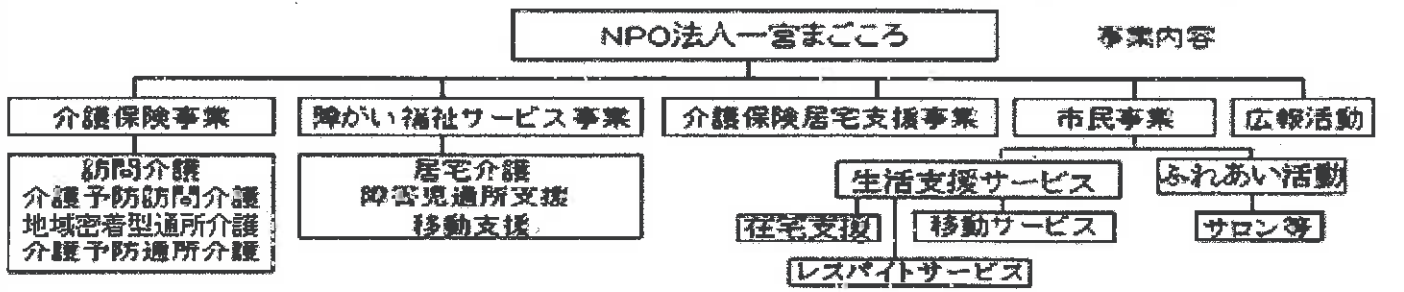 NPO法人一宮まごころ
事業内容
介護保険事業
障がい福祉サービス事業
介護保険居宅支援事業
市民事業
広報活動
訪問介護
介護予防訪問介護
地域密着型通所介護
介護予防通所介護
居宅介護
障害児通所支援
移動支援
生活支援サービス
ふれあい活動
在宅支援
移動サービス
サロン等
レスパイトサービス